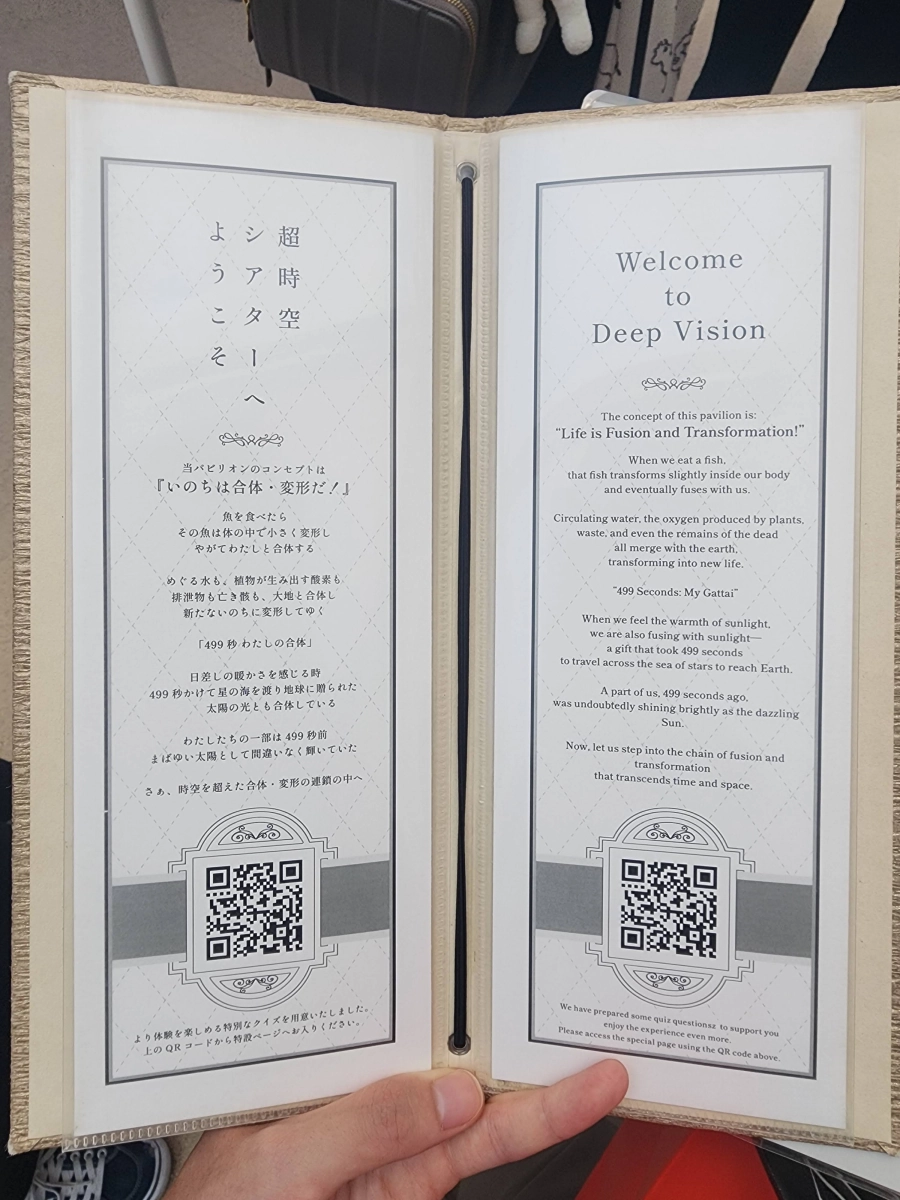 超時空
シアターへ
ようこそ
当パビリオンのコンセプトは
『いのちは合体・変形だ！』
魚を食べたら
その魚は体の中で小さく変形し
やがてわたしと合体する
めぐる水も、植物が生み出す酸素も
排泄物も亡き骸も、大地と合体し
新たないのちに変形してゆく
「499 秒 わたしの合体」
日差しの暖かさを感じる時
499 秒かけて星の海を渡り地球に贈られた
太陽の光とも合体している
わたしたちの一部は 499 秒前
まばゆい太陽として間違いなく輝いていた
さぁ、時空を超えた合体・変形の連鎖の中へ
より体験を楽しめる特別なクイズを用意いたしました。
上の QR コードから特設ページへお入りください。
Welcome
to
Deep Vision
The concept of this pavilion is:
“Life is Fusion and Transformation!”
When we eat a fish,
that fish transforms slightly inside our body
and eventually fuses with us.
Circulating water, the oxygen produced by plants,
waste, and even the remains of the dead
all merge with the earth,
transforming into new life.
"499 Seconds: My Gattai"
When we feel the warmth of sunlight,
we are also fusing with sunlight—
a gift that took 499 seconds
to travel across the sea of stars to reach Earth.
A part of us, 499 seconds ago,
was undoubtedly shining brightly as the dazzling
Sun.
Now, let us step into the chain of fusion and
transformation
that transcends time and space.
We have prepared some quiz questionsz to support you
enjoy the experience even more.
Please access the special page using the QR code above.